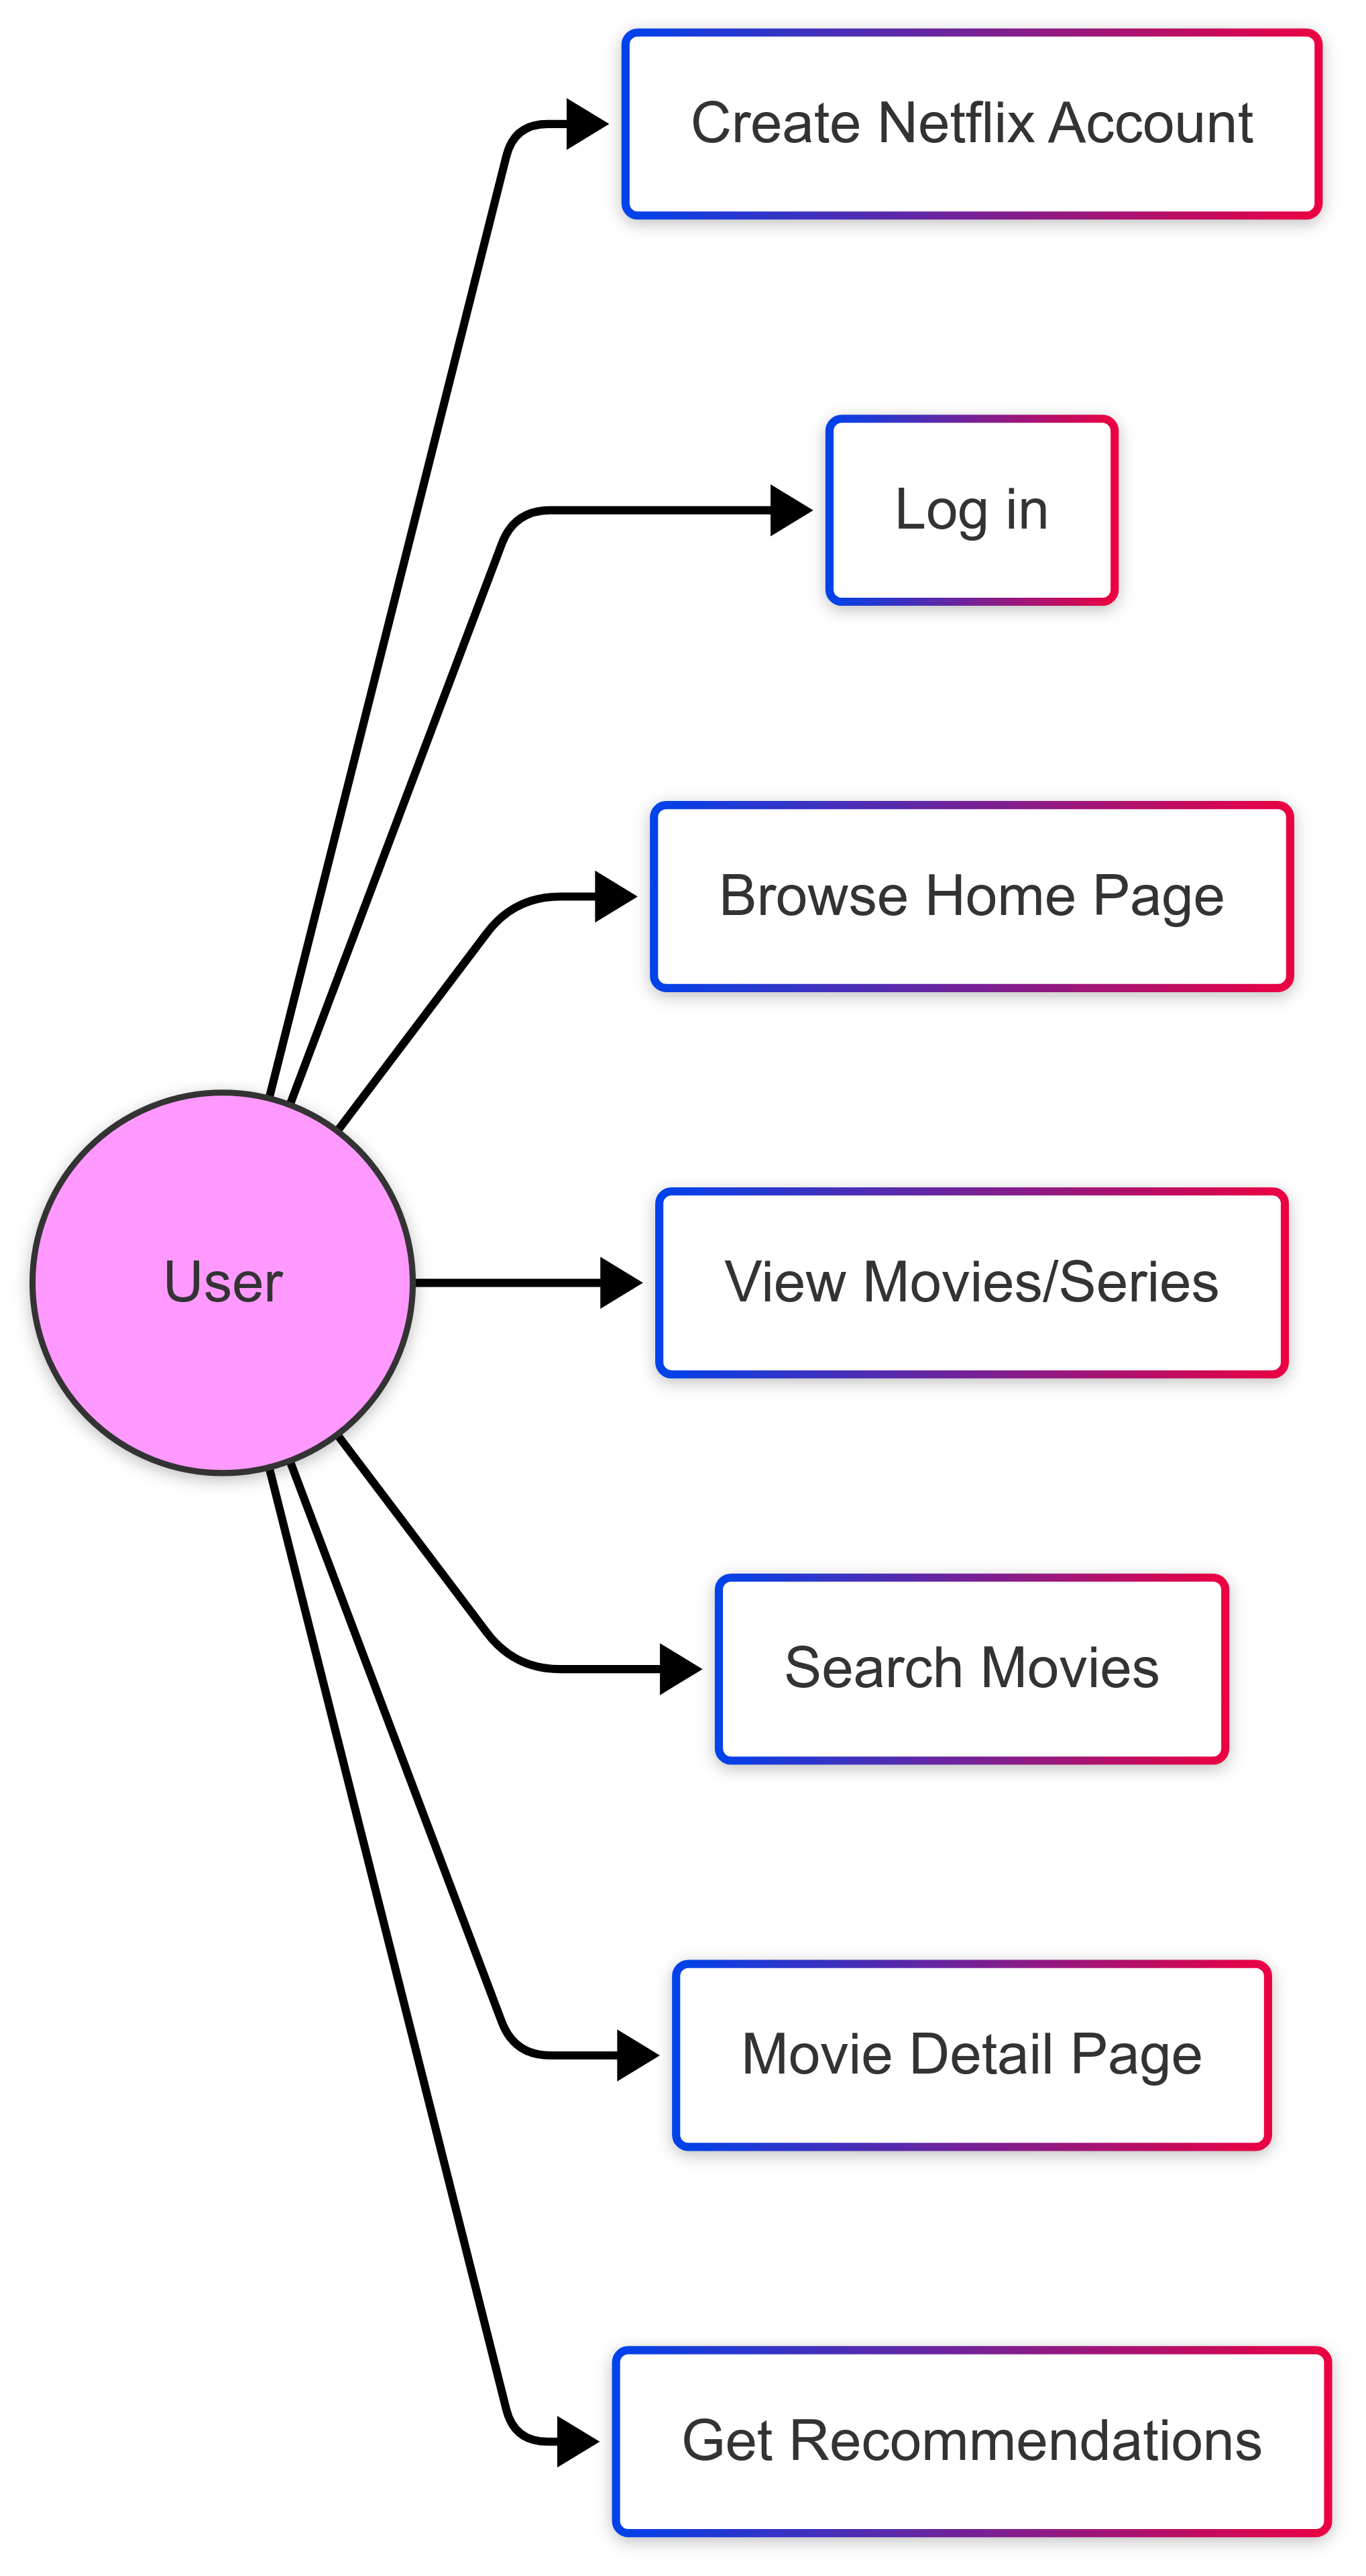 Create Netflix Account
Log in
Browse Home Page
User
View Movies/Series
Search Movies
Movie Detail Page
Get Recommendations